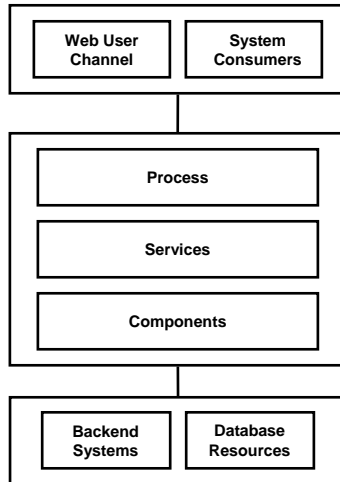 Web User
Channel
System
Consumers
Process
Services
Components
Backend
Systems
Database
Resources